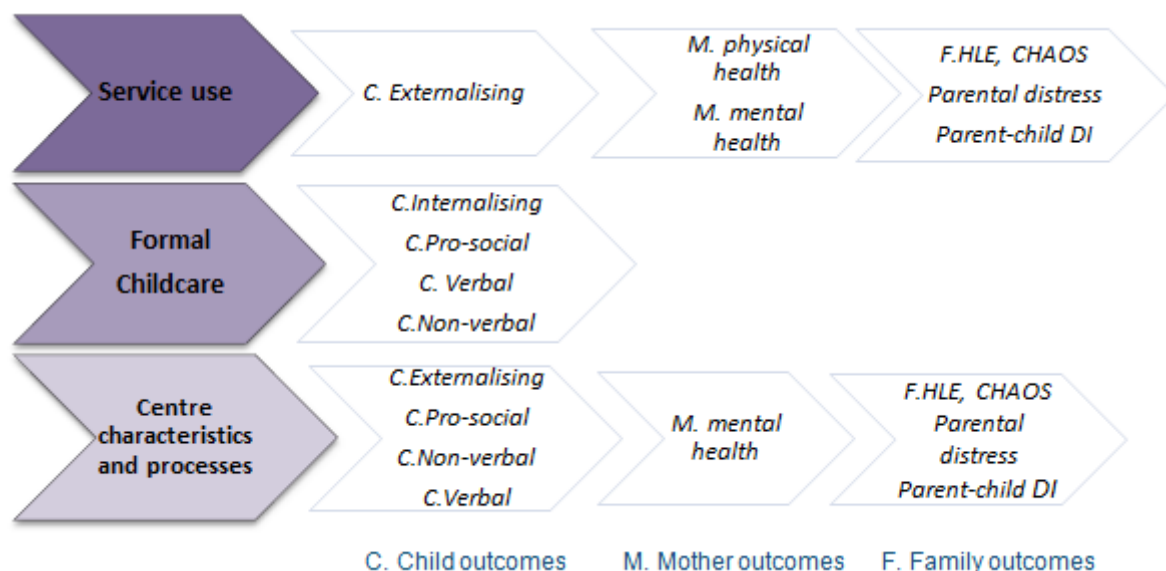 Service use
C. Externalising
M. physical
health
M. mental
health
F.HLE, CHAOS
Parental distress
Parent-child DI
Formal
Childcare
C.Internalising
C.Pro-social
C. Verbal
C.Non-verbal
Centre
characteristics
and processes
C.Externalising
C.Pro-social
C.Non-verbal
C.Verbal
M. mental
health
F.HLE, CHAOS
Parental
distress
Parent-child DI
C. Child outcomes
M. Mother outcomes
F. Family outcomes